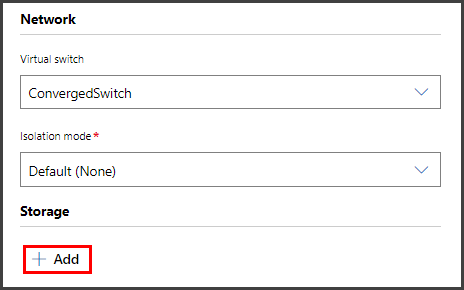 Network
Virtual switch
ConvergedSwitch
Isolation mode*
Default (None)
Storage
+ Add